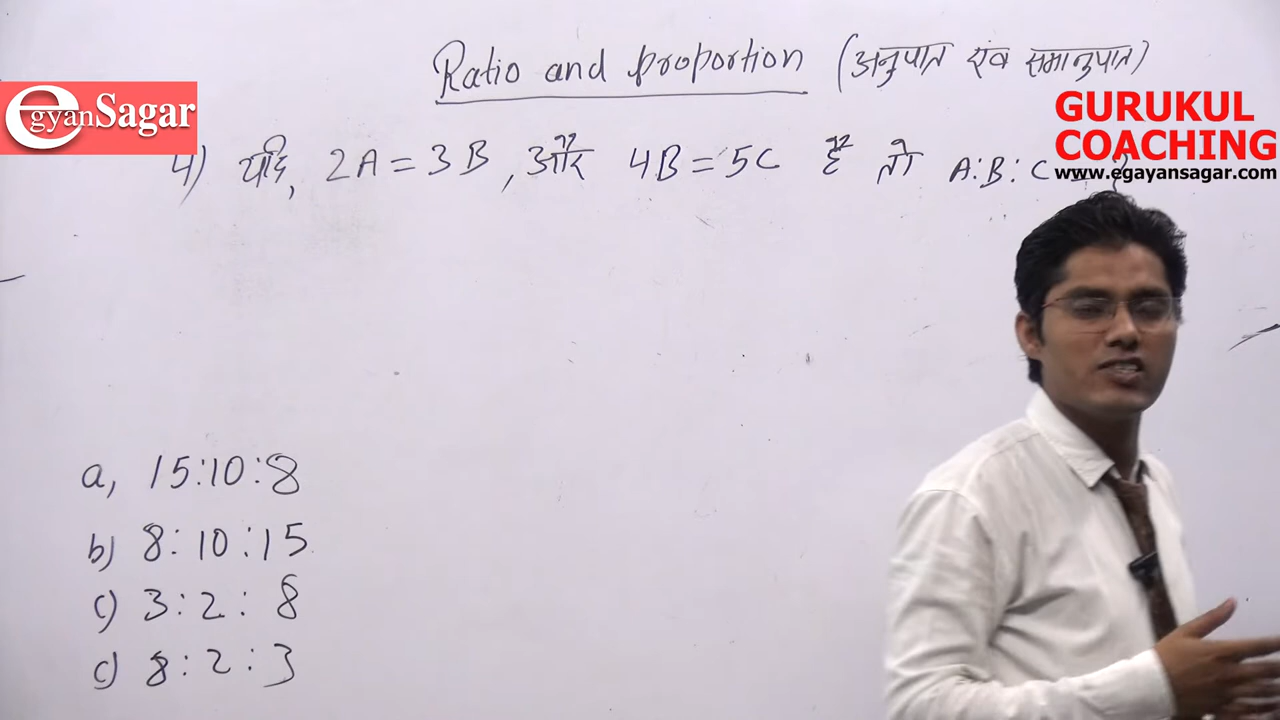 Ratio and proportion (अनुपात एंव समानुपात)
egyanSagar
GURUKUL
COACHING
www.egayansagar.com
4) यदि, 2A = 3B, और 4B = 5C है तो A:B:C = ?
a, 15:10:8
b) 8:10:15
c) 3:2:8
c) 8:2:3